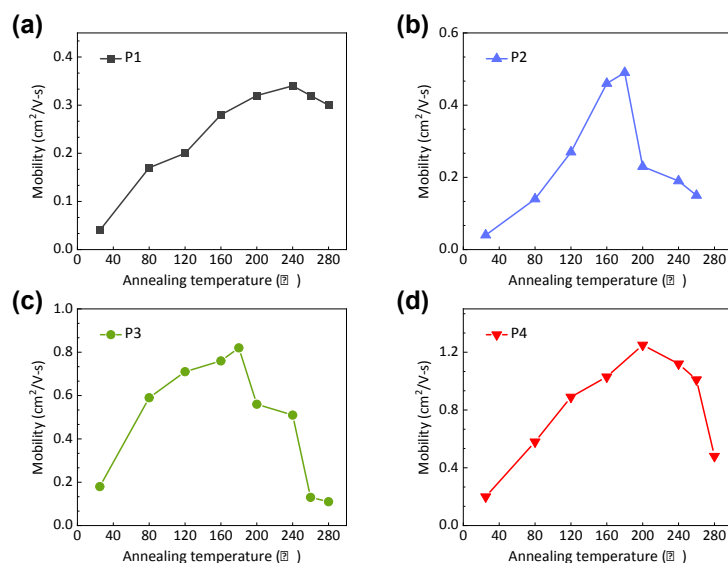 (a)
P1
Mobility (cm²/V-s)
0.4
0.3
0.2
0.1
0.0
0 40 80 120 160 200 240 280
Annealing temperature (⍰ )
(b)
P2
Mobility (cm²/V-s)
0.6
0.4
0.2
0.0
0 40 80 120 160 200 240 280
Annealing temperature (⍰ )
(c)
P3
Mobility (cm²/V-s)
1.0
0.8
0.6
0.4
0.2
0.0
0 40 80 120 160 200 240 280
Annealing temperature (⍰ )
(d)
P4
Mobility (cm²/V-s)
1.2
0.8
0.4
0.0
0 40 80 120 160 200 240 280
Annealing temperature (⍰ )